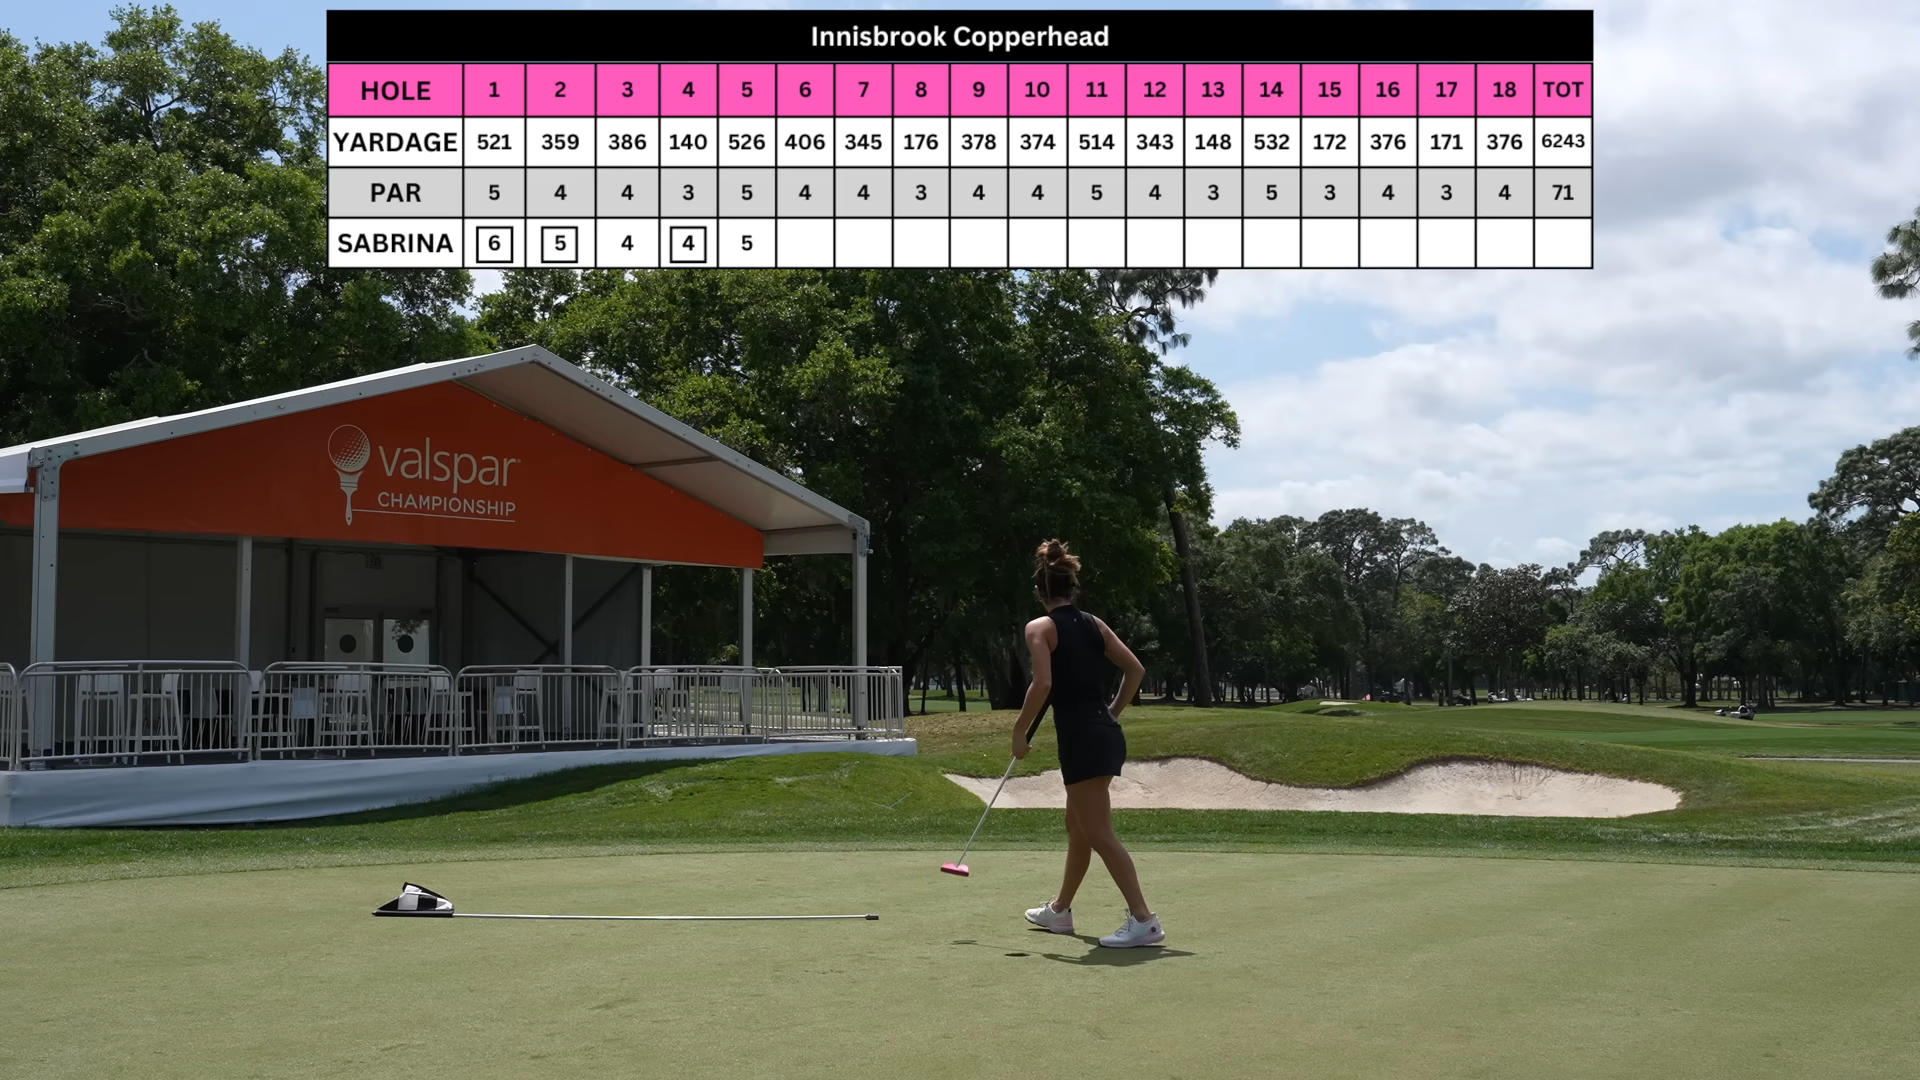 Innisbrook Copperhead
HOLE 1 2 3 4 5 6 7 8 9 10 11 12 13 14 15 16 17 18 TOT
YARDAGE 521 359 386 140 526 406 345 176 378 374 514 343 148 532 172 376 171 376 6243
PAR 5 4 4 3 5 4 4 3 4 4 5 4 3 5 3 4 3 4 71
SABRINA 6 5 4 4 5
valspar
CHAMPIONSHIP